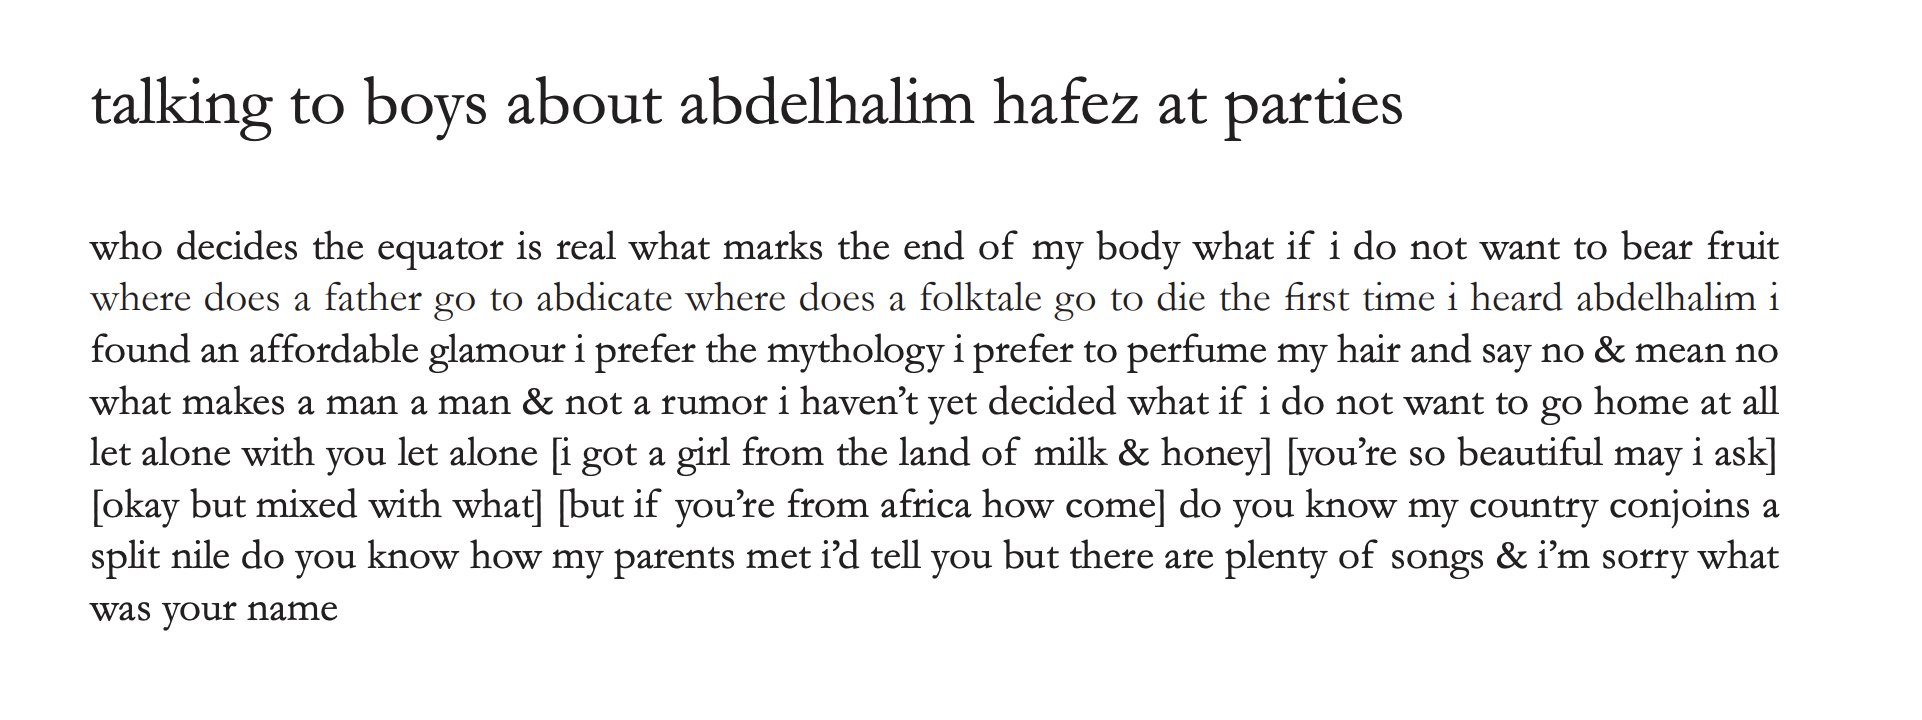 talking to boys about abdelhalim hafez at parties
who decides the equator is real what marks the end of my body what if i do not want to bear fruit
where does a father go to abdicate where does a folktale go to die the first time i heard abdelhalim i
found an affordable glamour i prefer the mythology i prefer to perfume my hair and say no & mean no
what makes a man a man & not a rumor i haven’t yet decided what if i do not want to go home at all
let alone with you let alone [i got a girl from the land of milk & honey] [you’re so beautiful may i ask]
[okay but mixed with what] [but if you’re from africa how come] do you know my country conjoins a
split nile do you know how my parents met i’d tell you but there are plenty of songs & i’m sorry what
was your name